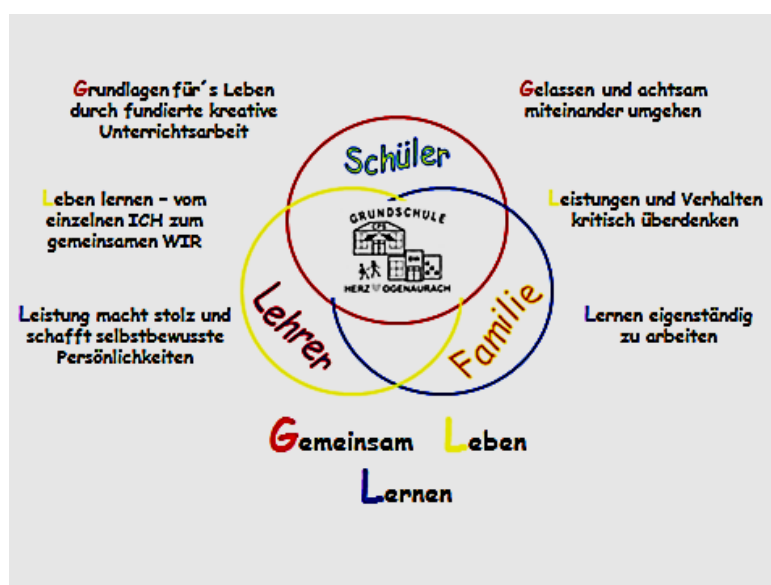 Grundlagen für´s Leben
durch fundierte kreative
Unterrichtsarbeit
Leben lernen – vom
einzelnen ICH zum
gemeinsamen WIR
Leistung macht stolz und
schafft selbstbewusste
Persönlichkeiten
Schüler
GRUNDSCHULE
CPS
HERZ OGENAURACH
Lehrer
Familie
Gelassen und achtsam
miteinander umgehen
Leistungen und Verhalten
kritisch überdenken
Lernen eigenständig
zu arbeiten
Gemeinsam Leben
Lernen